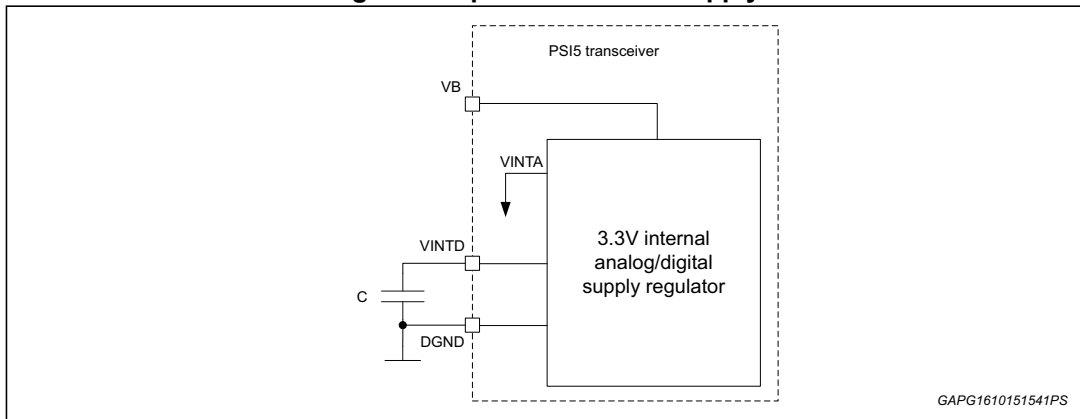 PSI5 transceiver
VB
VINTA
3.3V internal
analog/digital
supply regulator
VINTD
C
DGND
GAPG1610151541PS